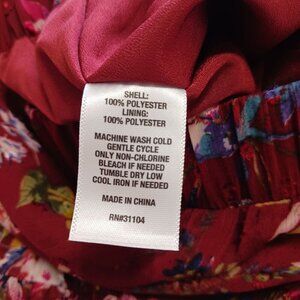 SHELL:
100% POLYESTER
LINING:
100% POLYESTER
MACHINE WASH COLD
GENTLE CYCLE
ONLY NON-CHLORINE
BLEACH IF NEEDED
TUMBLE DRY LOW
COOL IRON IF NEEDED
MADE IN CHINA
RN#31104